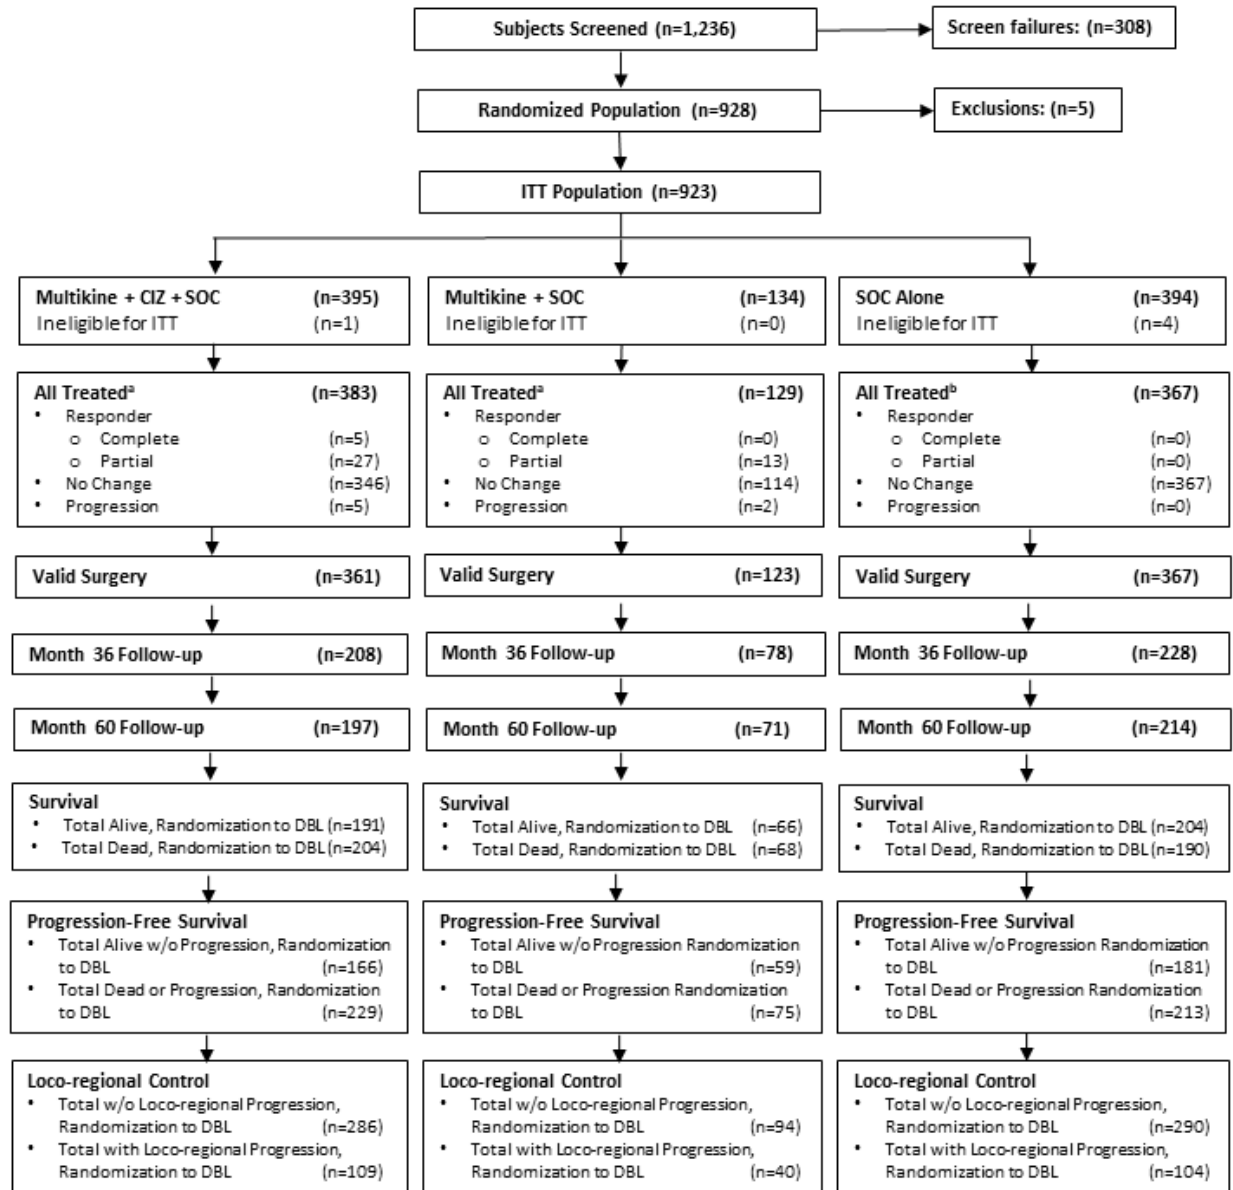 Subjects Screened (n=1,236)
Screen failures: (n=308)
Randomized Population (n=928)
Exclusions: (n=5)
ITT Population (n=923)
Multikine + CIZ + SOC (n=395)
Ineligible for ITT (n=1)
Multikine + SOC (n=134)
Ineligible for ITT (n=0)
SOC Alone (n=394)
Ineligible for ITT (n=4)
All Treatedᵃ (n=383)
• Responder
o Complete (n=5)
o Partial (n=27)
• No Change (n=346)
• Progression (n=5)
All Treatedᵃ (n=129)
• Responder
o Complete (n=0)
o Partial (n=13)
• No Change (n=114)
• Progression (n=2)
All Treatedᵇ (n=367)
• Responder
o Complete (n=0)
o Partial (n=0)
• No Change (n=367)
• Progression (n=0)
Valid Surgery (n=361)
Valid Surgery (n=123)
Valid Surgery (n=367)
Month 36 Follow-up (n=208)
Month 36 Follow-up (n=78)
Month 36 Follow-up (n=228)
Month 60 Follow-up (n=197)
Month 60 Follow-up (n=71)
Month 60 Follow-up (n=214)
Survival
• Total Alive, Randomization to DBL (n=191)
• Total Dead, Randomization to DBL (n=204)
Survival
• Total Alive, Randomization to DBL (n=66)
• Total Dead, Randomization to DBL (n=68)
Survival
• Total Alive, Randomization to DBL (n=204)
• Total Dead, Randomization to DBL (n=190)
Progression-Free Survival
• Total Alive w/o Progression, Randomization
to DBL (n=166)
• Total Dead or Progression, Randomization
to DBL (n=229)
Progression-Free Survival
• Total Alive w/o Progression Randomization
to DBL (n=59)
• Total Dead or Progression Randomization
to DBL (n=75)
Progression-Free Survival
• Total Alive w/o Progression Randomization
to DBL (n=181)
• Total Dead or Progression Randomization
to DBL (n=213)
Loco-regional Control
• Total w/o Loco-regional Progression,
Randomization to DBL (n=286)
• Total with Loco-regional Progression,
Randomization to DBL (n=109)
Loco-regional Control
• Total w/o Loco-regional Progression,
Randomization to DBL (n=94)
• Total with Loco-regional Progression,
Randomization to DBL (n=40)
Loco-regional Control
• Total w/o Loco-regional Progression,
Randomization to DBL (n=290)
• Total with Loco-regional Progression,
Randomization to DBL (n=104)